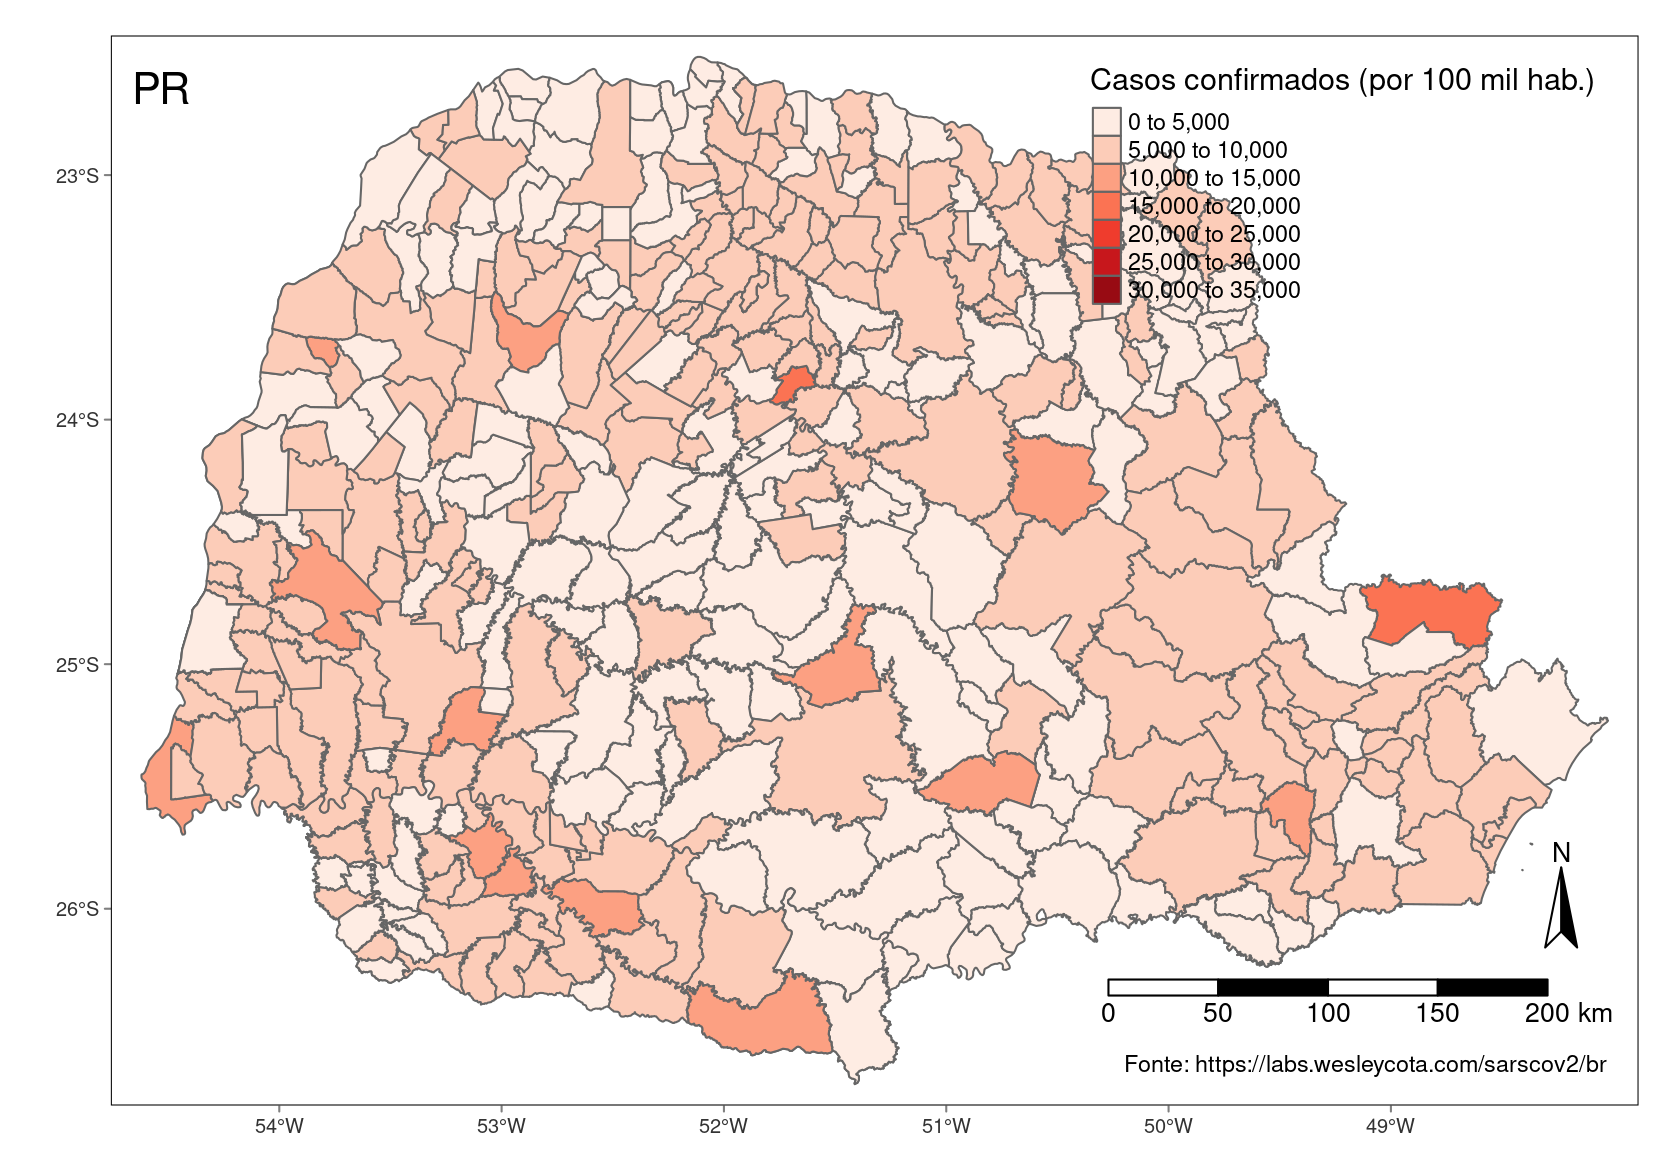 PR
Casos confirmados (por 100 mil hab.)
0 to 5,000
5,000 to 10,000
10,000 to 15,000
15,000 to 20,000
20,000 to 25,000
25,000 to 30,000
30,000 to 35,000
23°S
24°S
25°S
26°S
N
0 50 100 150 200 km
Fonte: https://labs.wesleycota.com/sarscov2/br
54°W 53°W 52°W 51°W 50°W 49°W